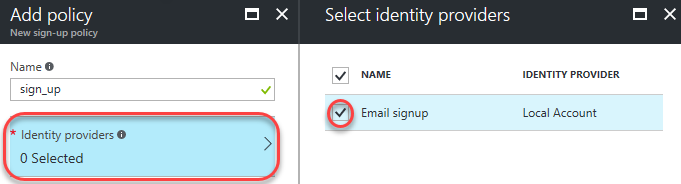 Add policy
New sign-up policy
Name
sign_up
* Identity providers
0 Selected
Select identity providers
NAME IDENTITY PROVIDER
Email signup Local Account